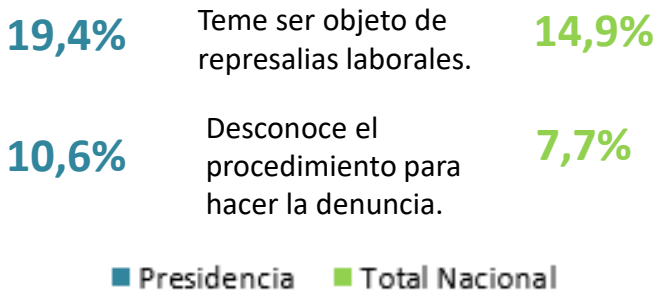 19,4%
Teme ser objeto de
represalias laborales.
14,9%
10,6%
Desconoce el
procedimiento para
hacer la denuncia.
7,7%
Presidencia
Total Nacional